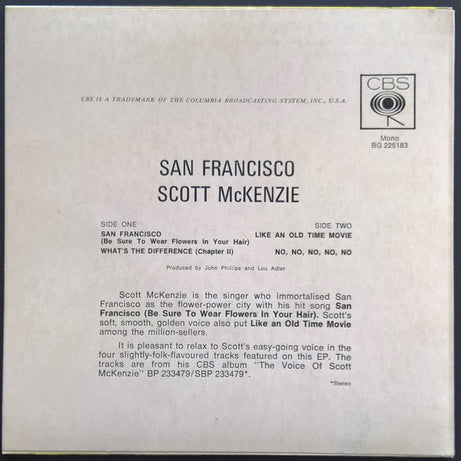 CBS IS A TRADEMARK OF THE COLUMBIA BROADCASTING SYSTEM, INC., U.S.A.
CBS
Mono
BG 225183
SAN FRANCISCO
SCOTT McKENZIE
SIDE ONE
SAN FRANCISCO
(Be Sure To Wear Flowers In Your Hair)
WHAT'S THE DIFFERENCE (Chapter II)
SIDE TWO
LIKE AN OLD TIME MOVIE
NO, NO, NO, NO, NO
Produced by John Phillips and Lou Adler
Scott McKenzie is the singer who immortalised San
Francisco as the flower-power city with his hit song San
Francisco (Be Sure To Wear Flowers In Your Hair). Scott's
soft, smooth, golden voice also put Like an Old Time Movie
among the million-sellers.
It is pleasant to relax to Scott's easy-going voice in the
four slightly-folk-flavoured tracks featured on this EP. The
tracks are from his CBS album "The Voice Of Scott
McKenzie" BP 233479/SBP 233479*.
*Stereo